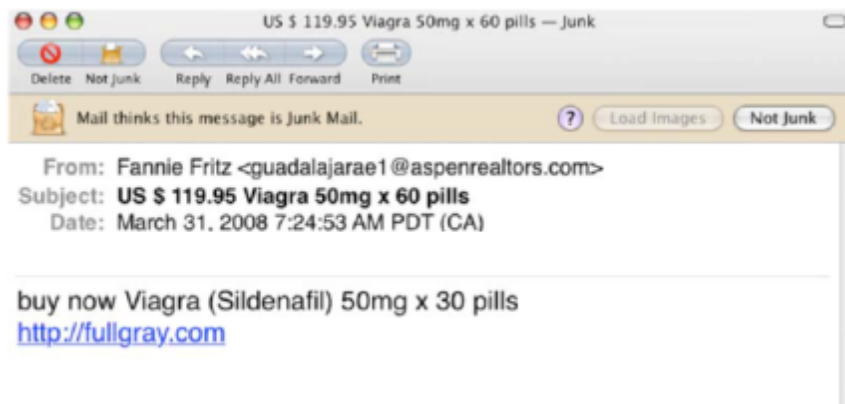 US $ 119.95 Viagra 50mg x 60 pills — Junk
Delete Not Junk Reply Reply All Forward Print
Mail thinks this message is Junk Mail. ? Load Images Not Junk
From: Fannie Fritz <guadalajarae1@aspenrealtors.com>
Subject: US $ 119.95 Viagra 50mg x 60 pills
Date: March 31, 2008 7:24:53 AM PDT (CA)
buy now Viagra (Sildenafil) 50mg x 30 pills
http://fullgray.com